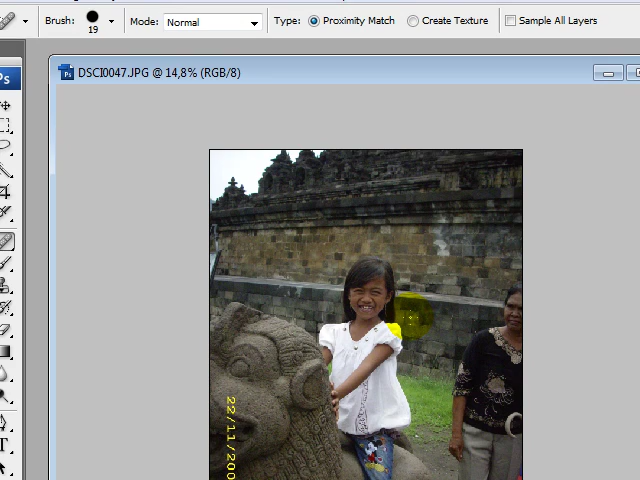 Brush: 19 Mode: Normal Type: Proximity Match Create Texture Sample All Layers
Ps
DSCI0047.JPG @ 14,8% (RGB/8)
22/11/200
T